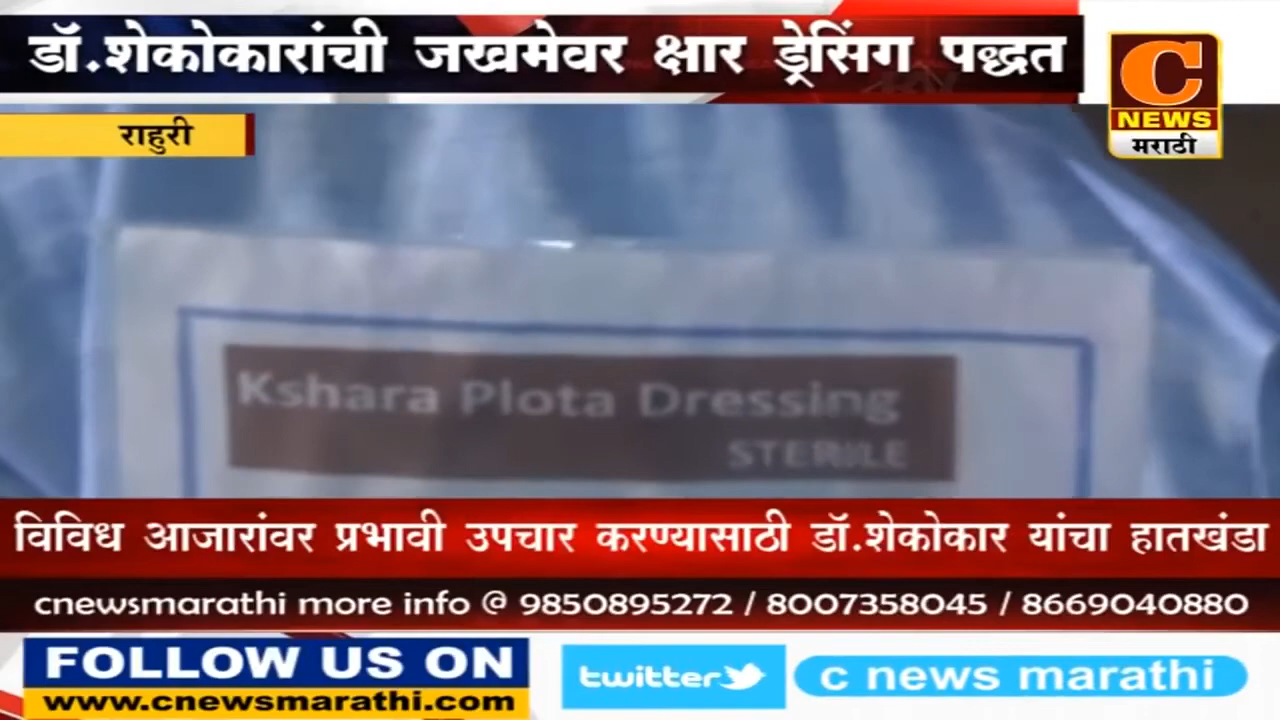 डॉ.शेकोकारांची जखमेवर क्षार ड्रेसिंग पद्धत
C
NEWS
मराठी
राहुरी
Kshara Plota Dressing
STERILE
विविध आजारांवर प्रभावी उपचार करण्यासाठी डॉ.शेकोकार यांचा हातखंडा
cnewsmarathi more info @ 9850895272 / 8007358045 / 8669040880
FOLLOW US ON
www.cnewsmarathi.com
twitter
c news marathi